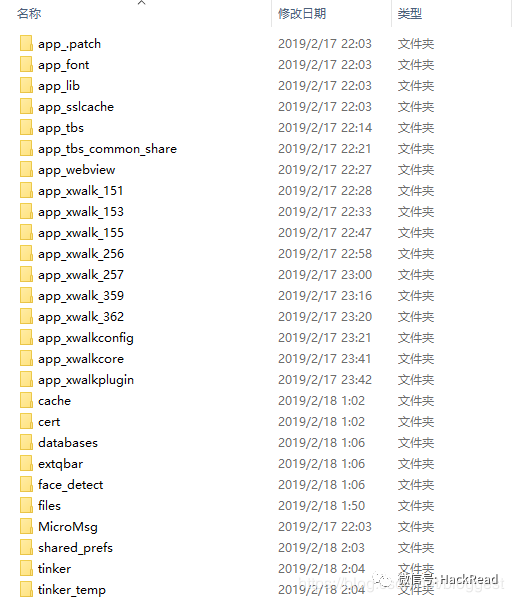 名称 修改日期 类型
app_.patch 2019/2/17 22:03 文件夹
app_font 2019/2/17 22:03 文件夹
app_lib 2019/2/17 22:03 文件夹
app_sslcache 2019/2/17 22:03 文件夹
app_tbs 2019/2/17 22:14 文件夹
app_tbs_common_share 2019/2/17 22:21 文件夹
app_webview 2019/2/17 22:27 文件夹
app_xwalk_151 2019/2/17 22:28 文件夹
app_xwalk_153 2019/2/17 22:33 文件夹
app_xwalk_155 2019/2/17 22:47 文件夹
app_xwalk_256 2019/2/17 22:58 文件夹
app_xwalk_257 2019/2/17 23:00 文件夹
app_xwalk_359 2019/2/17 23:16 文件夹
app_xwalk_362 2019/2/17 23:20 文件夹
app_xwalkconfig 2019/2/17 23:21 文件夹
app_xwalkcore 2019/2/17 23:41 文件夹
app_xwalkplugin 2019/2/17 23:42 文件夹
cache 2019/2/18 1:02 文件夹
cert 2019/2/18 1:02 文件夹
databases 2019/2/18 1:06 文件夹
extqbar 2019/2/18 1:06 文件夹
face_detect 2019/2/18 1:06 文件夹
files 2019/2/18 1:50 文件夹
MicroMsg 2019/2/17 22:03 文件夹
shared_prefs 2019/2/18 2:03 文件夹
tinker 2019/2/18 2:04 文件夹
微信号: HackRead
tinker_temp 2019/2/18 2:04 文件夹